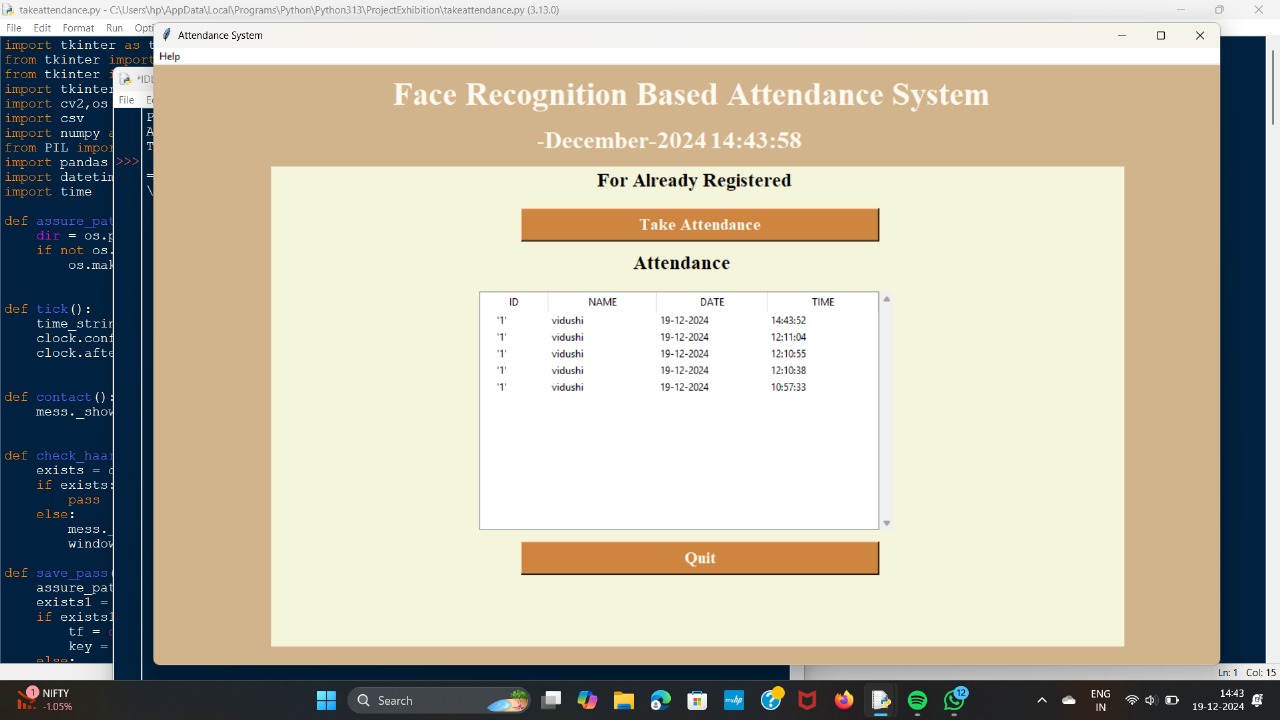 takeattendance.py - C:\Users\hp\AppData\Local\Programs\Python\Python313\ProjectExhibition\takeattendance.py (3.13.0)
File Edit Format Run Opti
import tkinter as t
from tkinter import
from tkinter i
import tkinter
import cv2,os
import csv
import numpy a
from PIL impor
import pandas
import datetim
import time
def assure_pat
dir = os.p
if not os.
os.mak
def tick():
time_strin
clock.conf
clock.afte
def contact():
mess._show
def check_haar
exists = o
if exists:
pass
else:
mess._
window
def save_pass(
assure_pat
exists1 =
if exists1
tf = o
key =
else:
*IDL
File Ed
P
A
T
>>>
=
\
Attendance System
Help
Face Recognition Based Attendance System
-December-2024 14:43:58
For Already Registered
Take Attendance
Attendance
ID NAME DATE TIME
'1' vidushi 19-12-2024 14:43:52
'1' vidushi 19-12-2024 12:11:04
'1' vidushi 19-12-2024 12:10:55
'1' vidushi 19-12-2024 12:10:38
'1' vidushi 19-12-2024 10:57:33
Quit
Ln: 1 Col: 15
1
NIFTY
-1.05%
Search
myhp
12
ENG
IN
14:43
19-12-2024